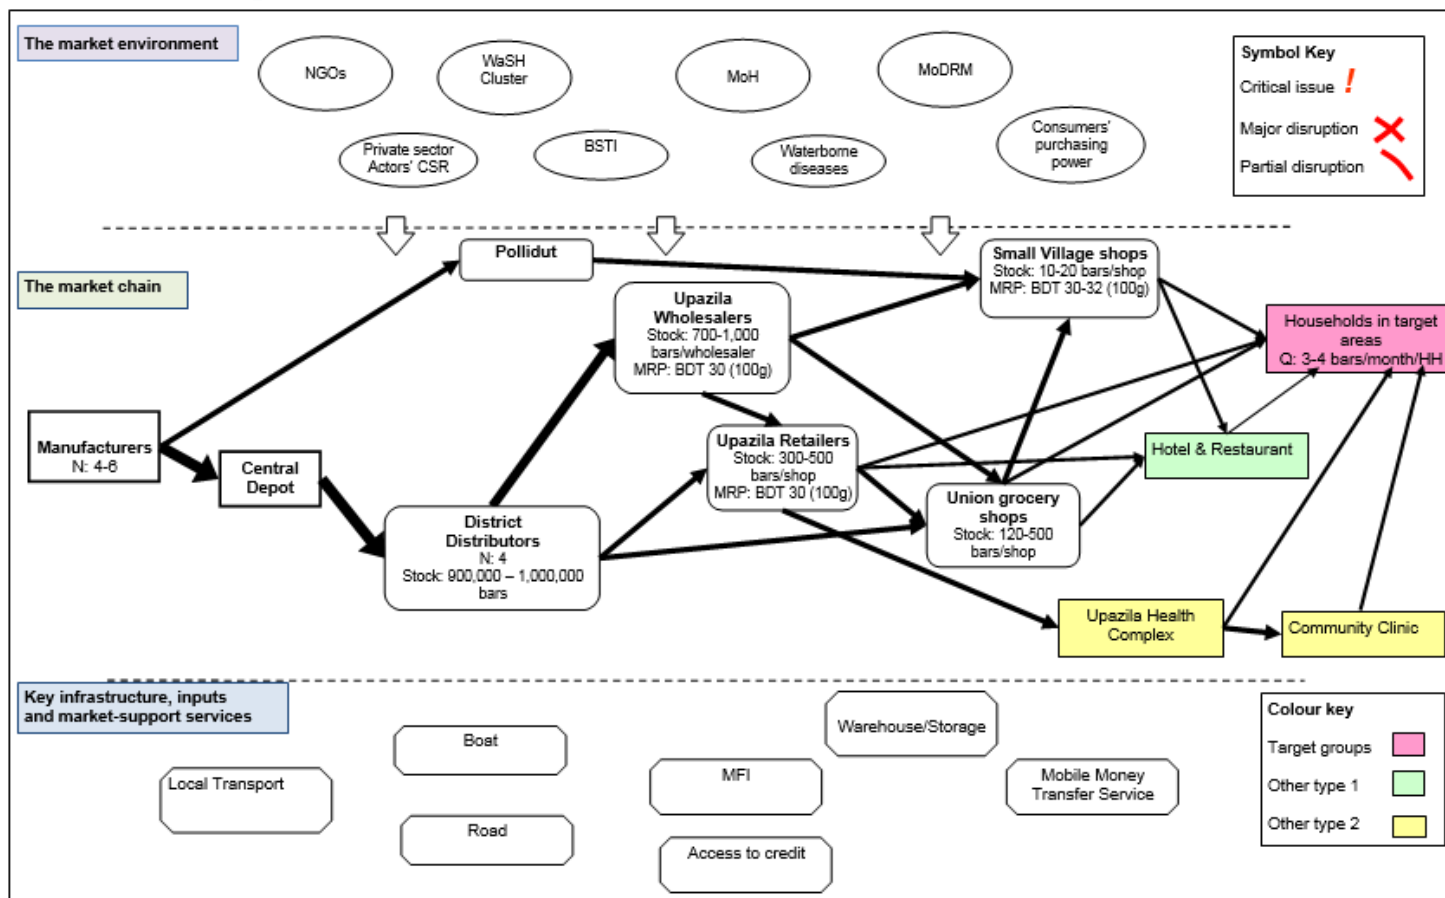 The market environment
NGOs
WaSH
Cluster
MoH
MoDRM
Private sector
Actors' CSR
BSTI
Waterborne
diseases
Consumers'
purchasing
power
Symbol Key
Critical issue !
Major disruption
Partial disruption
The market chain
Pollidut
Small Village shops
Stock: 10-20 bars/shop
MRP: BDT 30-32 (100g)
Upazila
Wholesalers
Stock: 700-1,000
bars/wholesaler
MRP: BDT 30 (100g)
Households in target
areas
Q: 3-4 bars/month/HH
Manufacturers
N: 4-6
Central
Depot
Upazila Retailers
Stock: 300-500
bars/shop
MRP: BDT 30 (100g)
Hotel & Restaurant
District
Distributors
N: 4
Stock: 900,000 – 1,000,000
bars
Union grocery
shops
Stock: 120-500
bars/shop
Upazila Health
Complex
Community Clinic
Key infrastructure, inputs
and market-support services
Local Transport
Boat
Road
MFI
Access to credit
Warehouse/Storage
Mobile Money
Transfer Service
Colour key
Target groups
Other type 1
Other type 2